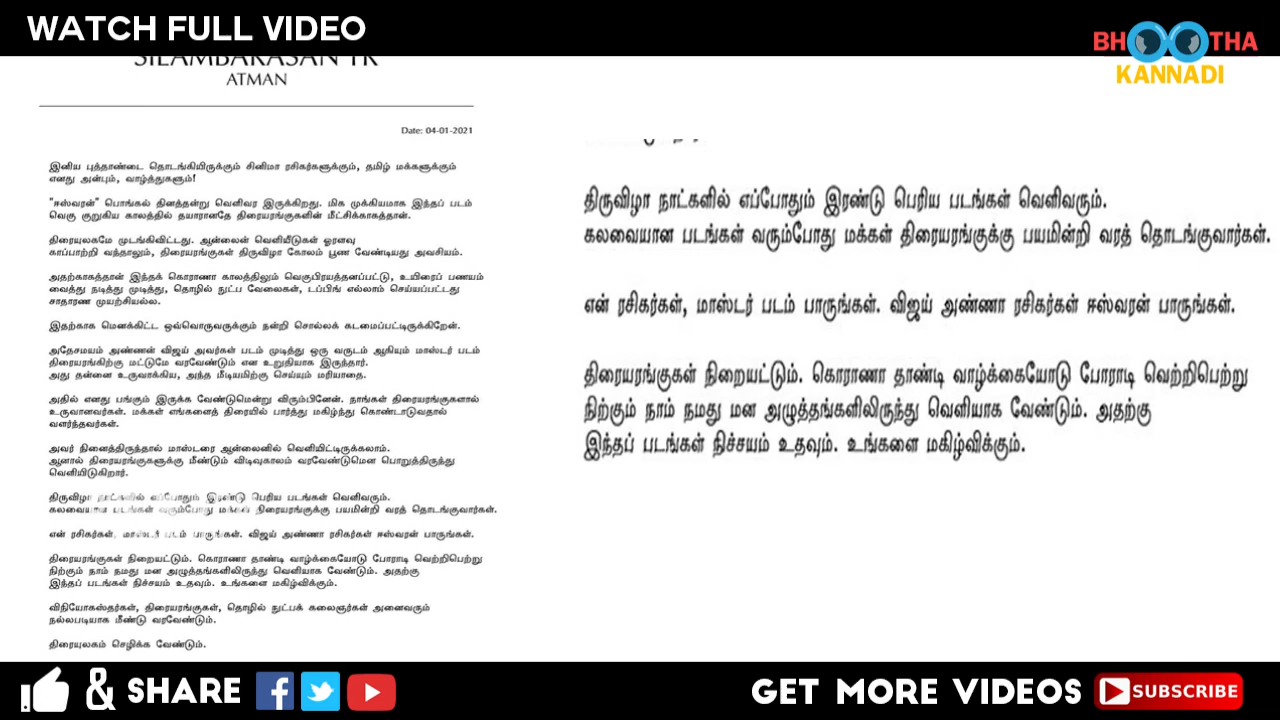 WATCH FULL VIDEO
BHOOTHA
KANNADI
SILAMBARASAN TR
ATMAN
Date: 04-01-2021
இனிய புத்தாண்டை தொடங்கியிருக்கும் சினிமா ரசிகர்களுக்கும், தமிழ் மக்களுக்கும்
எனது அன்பும், வாழ்த்துகளும்!
"ஈஸ்வரன்" பொங்கல் தினத்தன்று வெளிவர இருக்கிறது. மிக முக்கியமாக இந்தப் படம்
வெகு குறுகிய காலத்தில் தயாரானதே திரையரங்குகளின் மீட்சிக்காகத்தான்.
திரையுலகமே முடங்கிவிட்டது. ஆன்லைன் வெளியீடுகள் ஓரளவு
காப்பாற்றி வந்தாலும், திரையரங்குகள் திருவிழா கோலம் பூண வேண்டியது அவசியம்.
அதற்காகத்தான் இந்தக் கொரானா காலத்திலும் வெகுபிரயத்தனப்பட்டு, உயிரைப் பணயம்
வைத்து நடித்து முடித்து, தொழில் நுட்ப வேலைகள், டப்பிங் எல்லாம் செய்யப்பட்டது
சாதாரண முயற்சியல்ல.
இதற்காக மெனக்கிட்ட ஒவ்வொருவருக்கும் நன்றி சொல்லக் கடமைப்பட்டிருக்கிறேன்.
அதேசமயம் அண்ணன் விஜய் அவர்கள் படம் முடித்து ஒரு வருடம் ஆகியும் மாஸ்டர் படம்
திரையரங்கிற்கு மட்டுமே வரவேண்டும் என உறுதியாக இருந்தார்.
அது தன்னை உருவாக்கிய, அந்த மீடியமிற்கு செய்யும் மரியாதை.
அதில் எனது பங்கும் இருக்க வேண்டுமென்று விரும்பினேன். நாங்கள் திரையரங்குகளால்
உருவானவர்கள். மக்கள் எங்களைத் திரையில் பார்த்து மகிழ்ந்து கொண்டாடுவதால்
வளர்ந்தவர்கள்.
அவர் நினைத்திருந்தால் மாஸ்டரை ஆன்லைனில் வெளியிட்டிருக்கலாம்.
ஆனால் திரையரங்குகளுக்கு மீண்டும் விடிவுகாலம் வரவேண்டுமென பொறுத்திருந்து
வெளியிடுகிறார்.
திருவிழா நாட்களில் எப்போதும் இரண்டு பெரிய படங்கள் வெளிவரும்.
கலவையான படங்கள் வரும்போது மக்கள் திரையரங்குக்கு பயமின்றி வரத் தொடங்குவார்கள்.
என் ரசிகர்கள், மாஸ்டர் படம் பாருங்கள். விஜய் அண்ணா ரசிகர்கள் ஈஸ்வரன் பாருங்கள்.
திரையரங்குகள் நிறையட்டும். கொராணா தாண்டி வாழ்க்கையோடு போராடி வெற்றிபெற்று
நிற்கும் நாம் நமது மன அழுத்தங்களிலிருந்து வெளியாக வேண்டும். அதற்கு
இந்தப் படங்கள் நிச்சயம் உதவும். உங்களை மகிழ்விக்கும்.
விநியோகஸ்தர்கள், திரையரங்குகள், தொழில் நுட்பக் கலைஞர்கள் அனைவரும்
நல்லபடியாக மீண்டு வரவேண்டும்.
திரையுலகம் செழிக்க வேண்டும்.
திருவிழா நாட்களில் எப்போதும் இரண்டு பெரிய படங்கள் வெளிவரும்.
கலவையான படங்கள் வரும்போது மக்கள் திரையரங்குக்கு பயமின்றி வரத் தொடங்குவார்கள்.
என் ரசிகர்கள், மாஸ்டர் படம் பாருங்கள். விஜய் அண்ணா ரசிகர்கள் ஈஸ்வரன் பாருங்கள்.
திரையரங்குகள் நிறையட்டும். கொராணா தாண்டி வாழ்க்கையோடு போராடி வெற்றிபெற்று
நிற்கும் நாம் நமது மன அழுத்தங்களிலிருந்து வெளியாக வேண்டும். அதற்கு
இந்தப் படங்கள் நிச்சயம் உதவும். உங்களை மகிழ்விக்கும்.
& SHARE
GET MORE VIDEOS
SUBSCRIBE